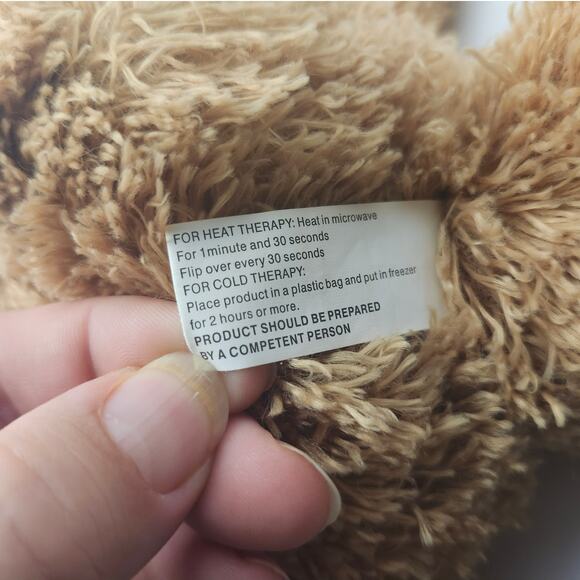 FOR HEAT THERAPY: Heat in microwave
For 1minute and 30 seconds
Flip over every 30 seconds
FOR COLD THERAPY:
Place product in a plastic bag and put in freezer
for 2 hours or more.
PRODUCT SHOULD BE PREPARED
BY A COMPETENT PERSON